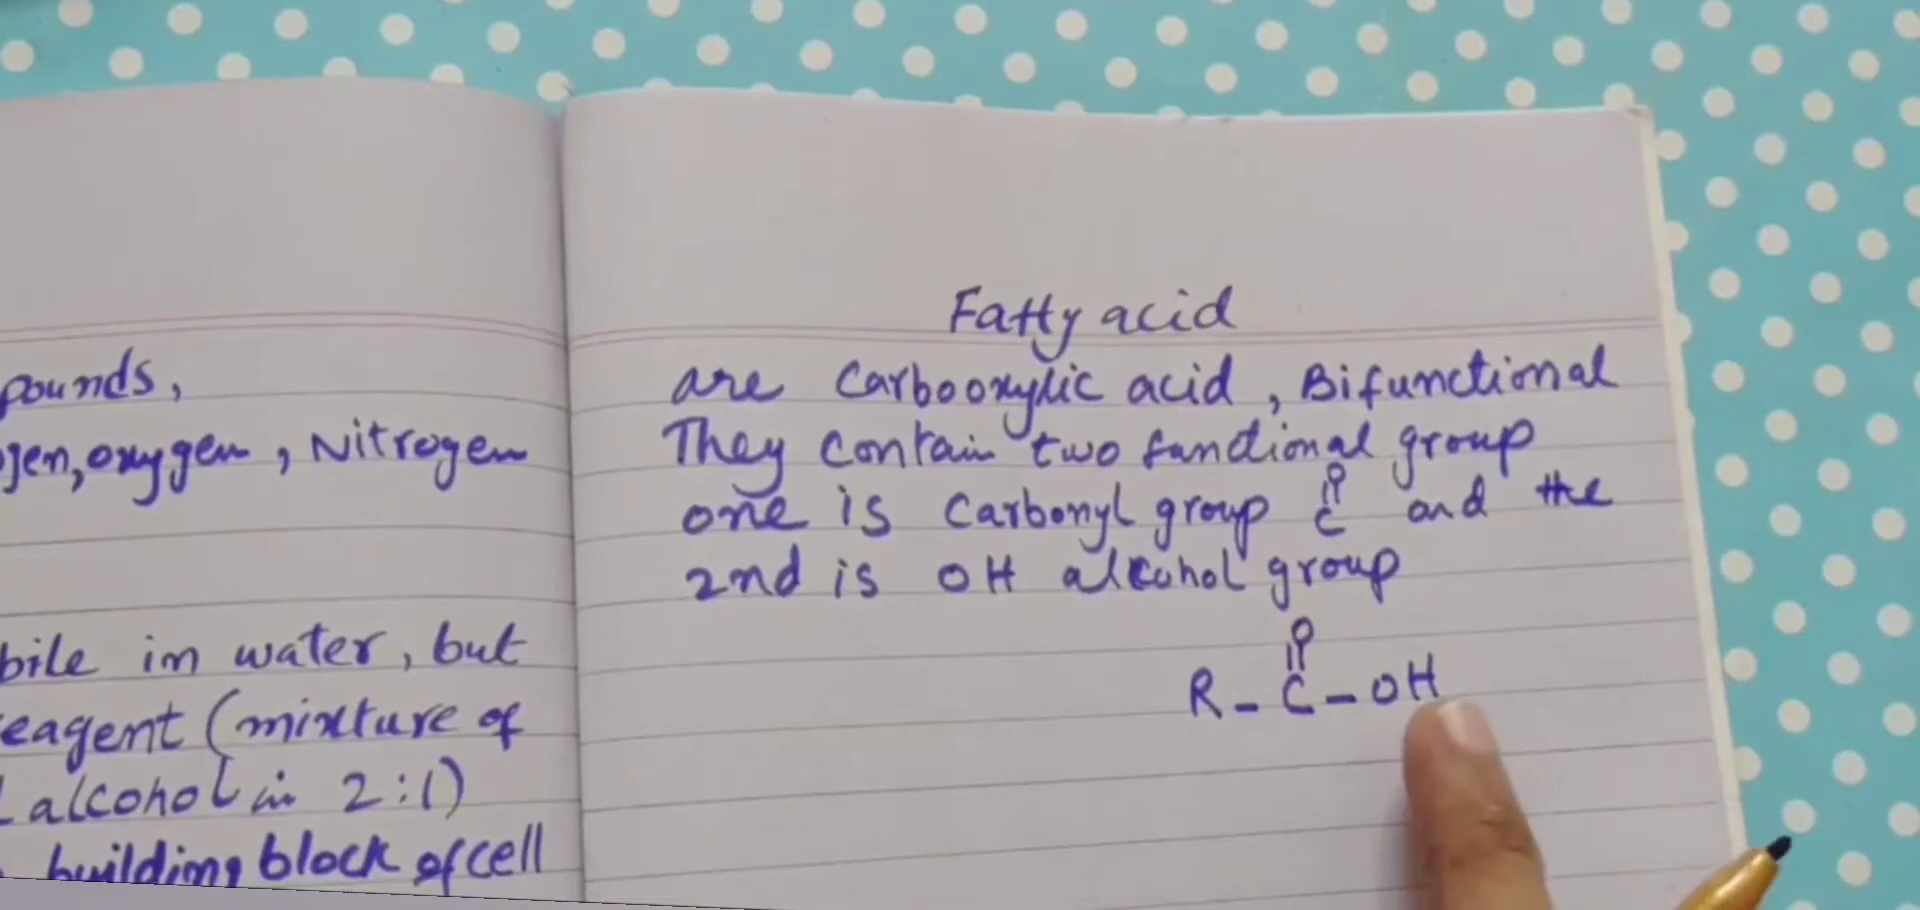 pounds,
gen, oxygen, Nitrogen
bile in water, but
eagent (mixture of
alcohol in 2:1)
building block of cell
Fatty acid
are Carbooxylic acid, Bifunctional
They contain two functional group
one is Carbonyl group
O
||
C
and the
2nd is OH alcohol group
O
||
R - C - OH